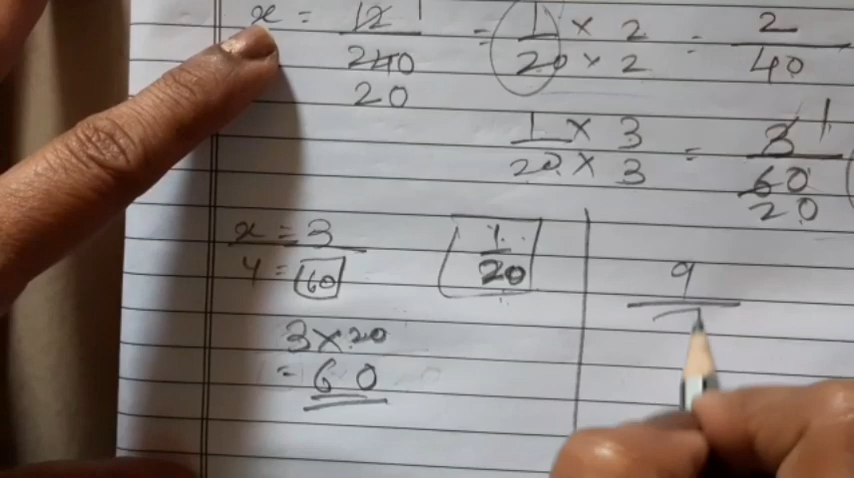 x = 12 1 / 240 20 = 1 × 2 / 20 × 2 = 2 / 40
1 × 3 / 20 × 3 = 3 1 / 60 20
x = 3
y = 60
1 / 20
3 × 20
= 60
9